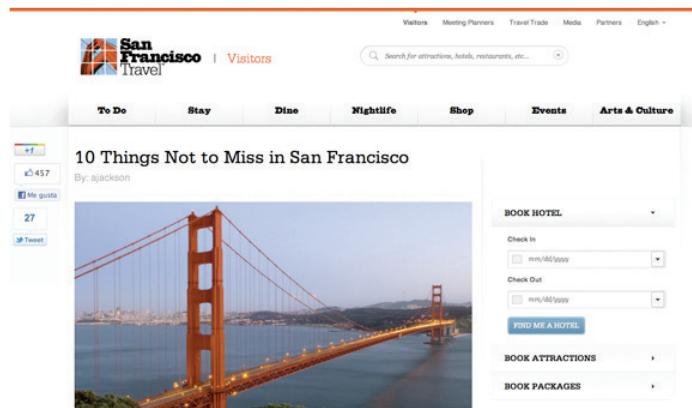 Visitors Meeting Planners Travel Trade Media Partners English
San
Francisco
Travel
Visitors
Search for attractions, hotels, restaurants, etc...
To Do Stay Dine Nightlife Shop Events Arts & Culture
+1
457
Me gusta
27
Tweet
10 Things Not to Miss in San Francisco
By: ajackson
BOOK HOTEL
Check In
mm/dd/yyyy
Check Out
mm/dd/yyyy
FIND ME A HOTEL
BOOK ATTRACTIONS
BOOK PACKAGES